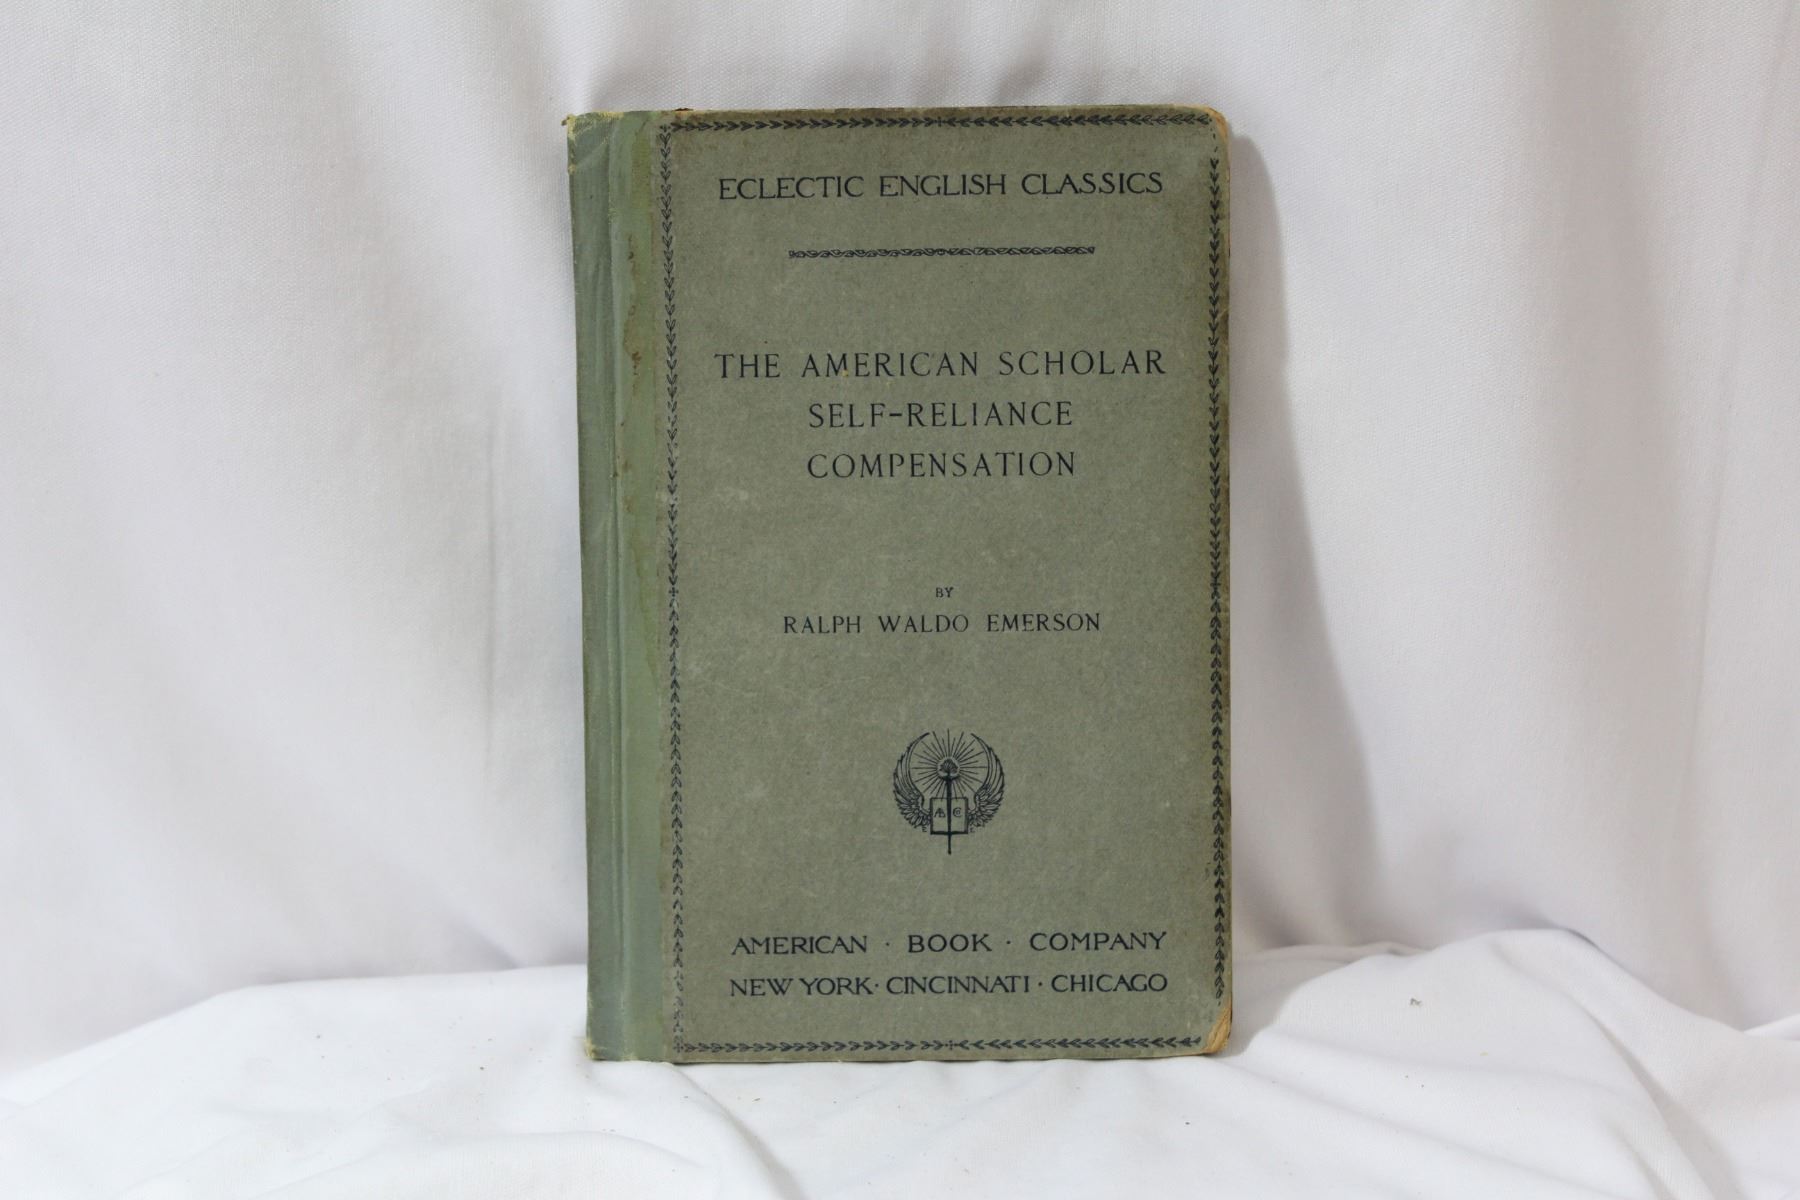 ECLECTIC ENGLISH CLASSICS
THE AMERICAN SCHOLAR
SELF-RELIANCE
COMPENSATION
BY
RALPH WALDO EMERSON
AMERICAN · BOOK · COMPANY
NEW YORK · CINCINNATI · CHICAGO